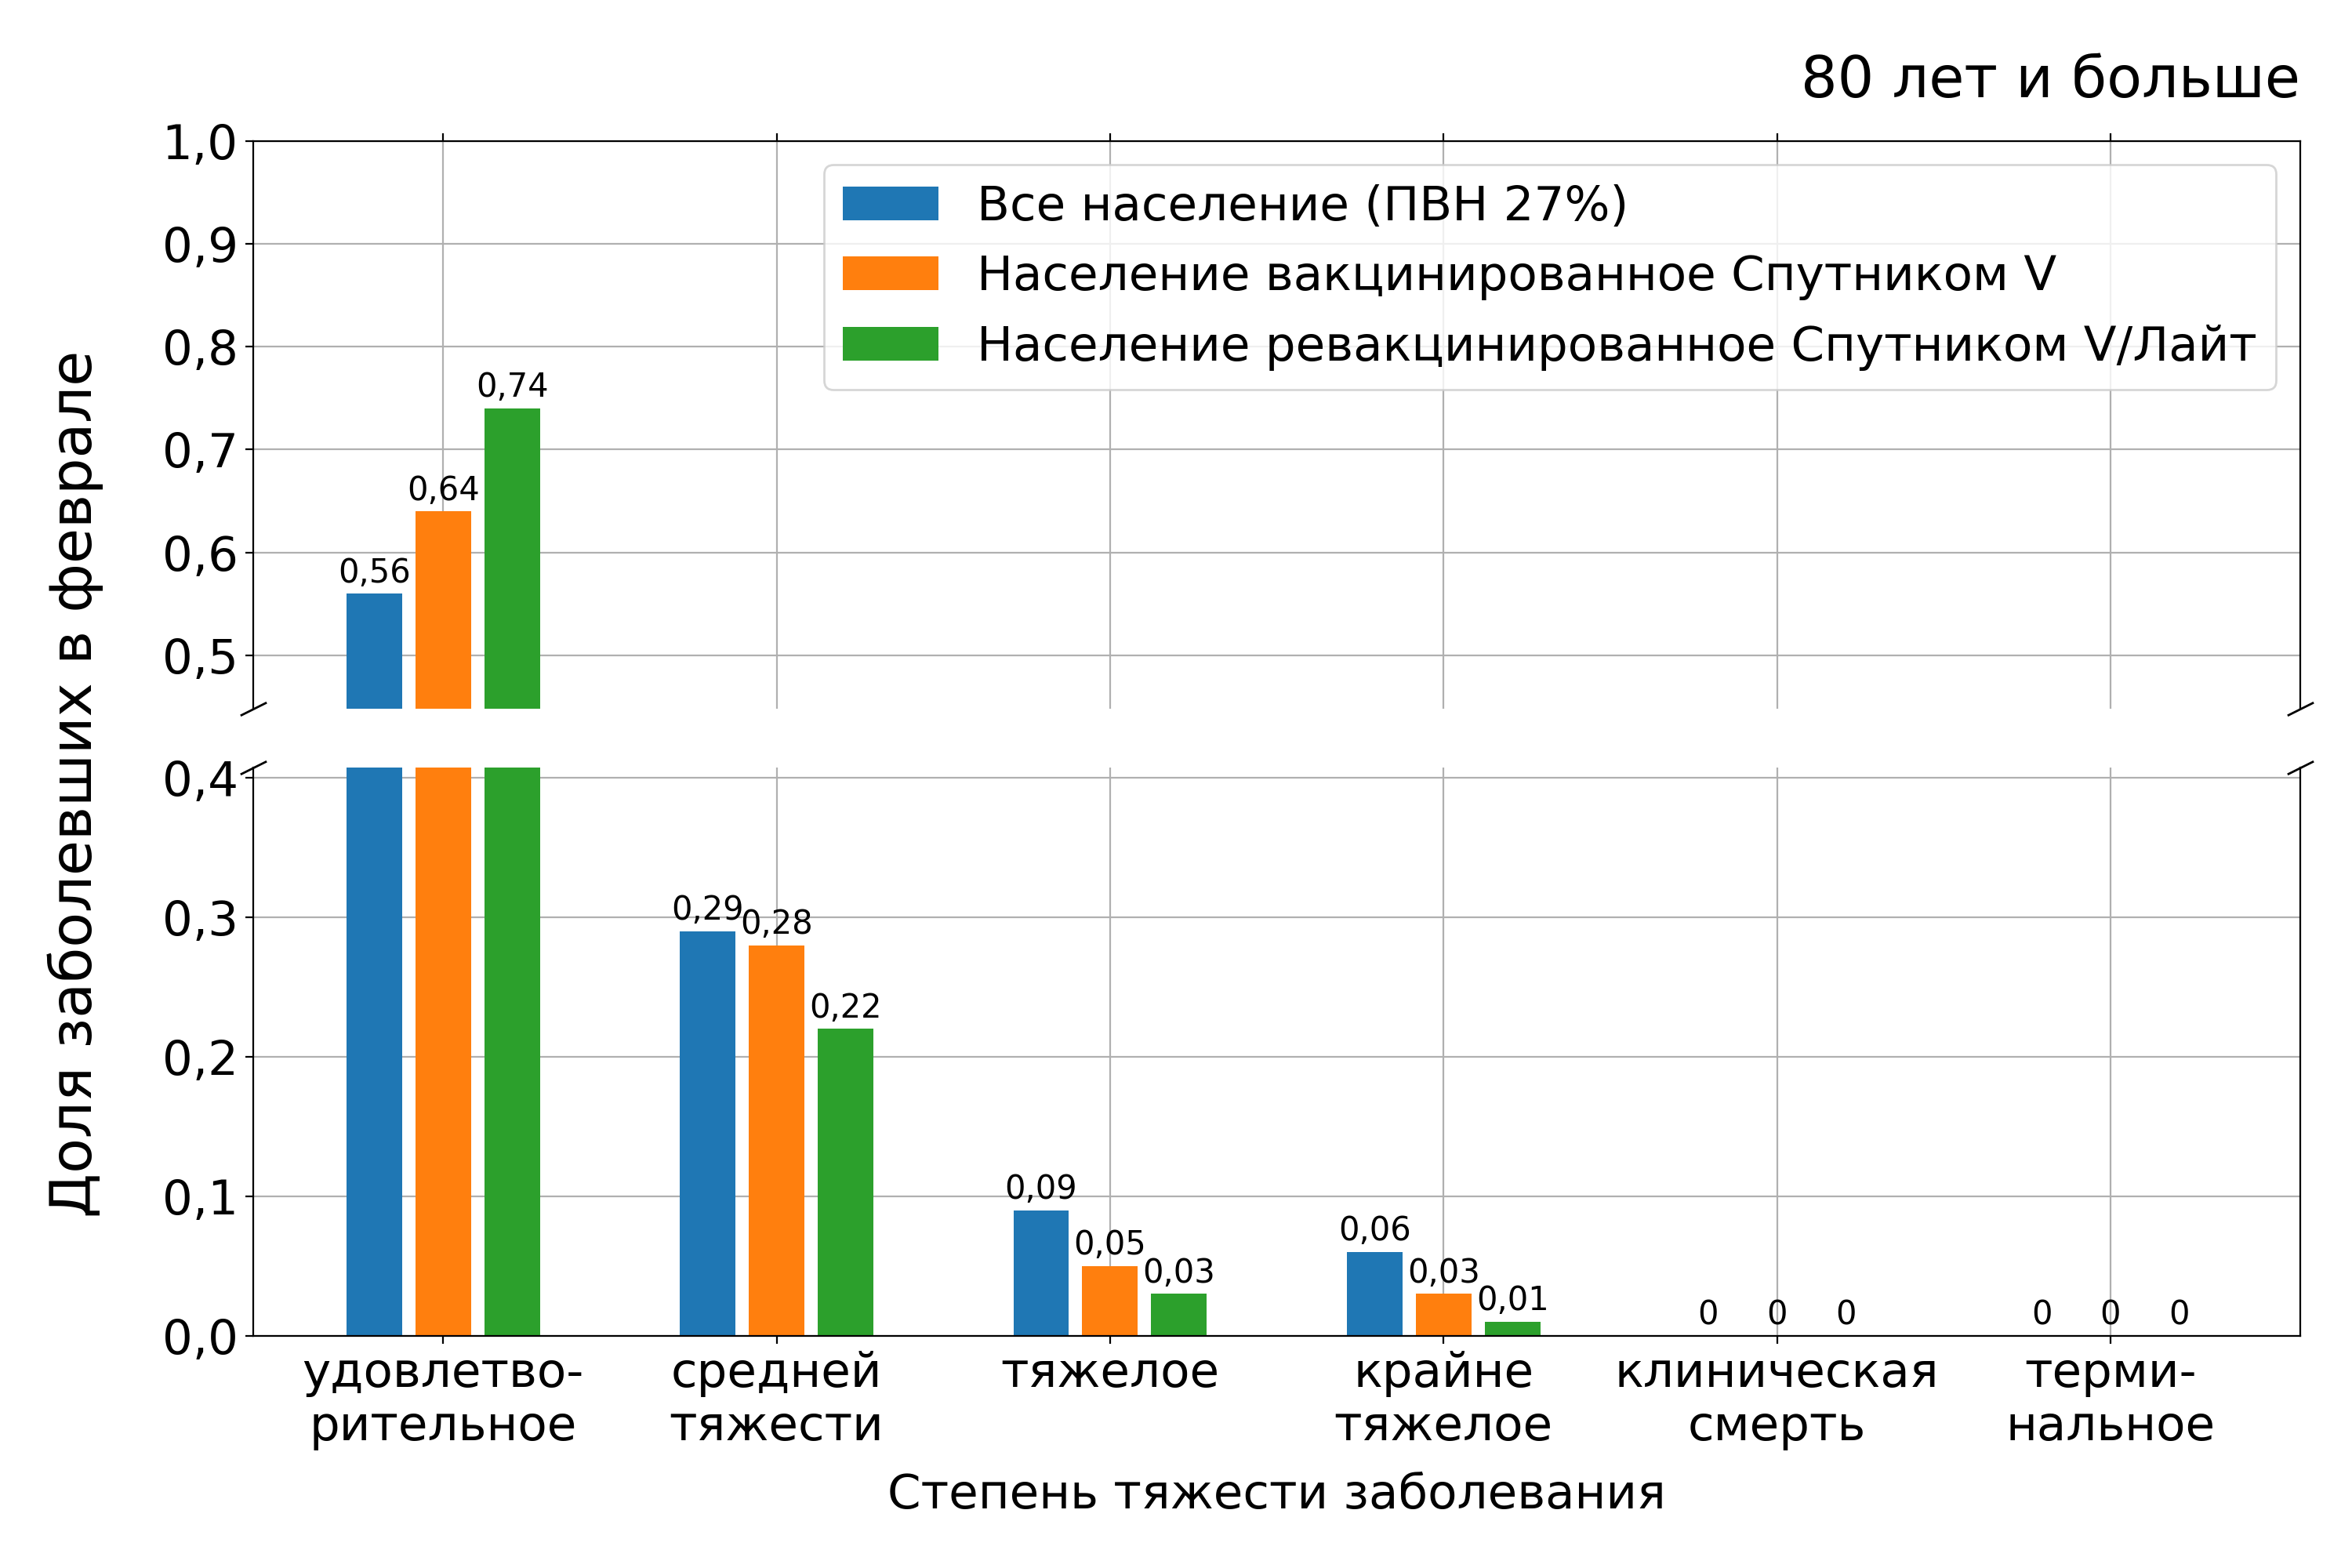 80 лет и больше
Доля заболевших в феврале
1,0
0,9
0,8
0,7
0,6
0,5
0,4
0,3
0,2
0,1
0,0
Все население (ПВН 27%)
Население вакцинированное Спутником V
Население ревакцинированное Спутником V/Лайт
0,56
0,64
0,74
0,29
0,28
0,22
0,09
0,05
0,03
0,06
0,03
0,01
0
0
0
0
0
0
удовлетво-
рительное
средней
тяжести
тяжелое
крайне
тяжелое
клиническая
смерть
терми-
нальное
Степень тяжести заболевания